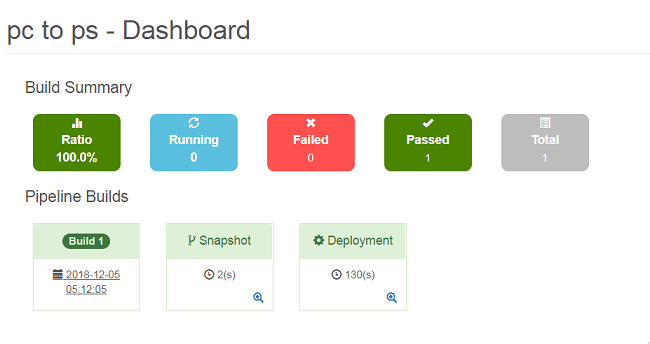 pc to ps - Dashboard
Build Summary
Ratio
100.0%
Running
0
Failed
0
Passed
1
Total
1
Pipeline Builds
Build 1
2018-12-05
05:12:05
Snapshot
2(s)
Deployment
130(s)